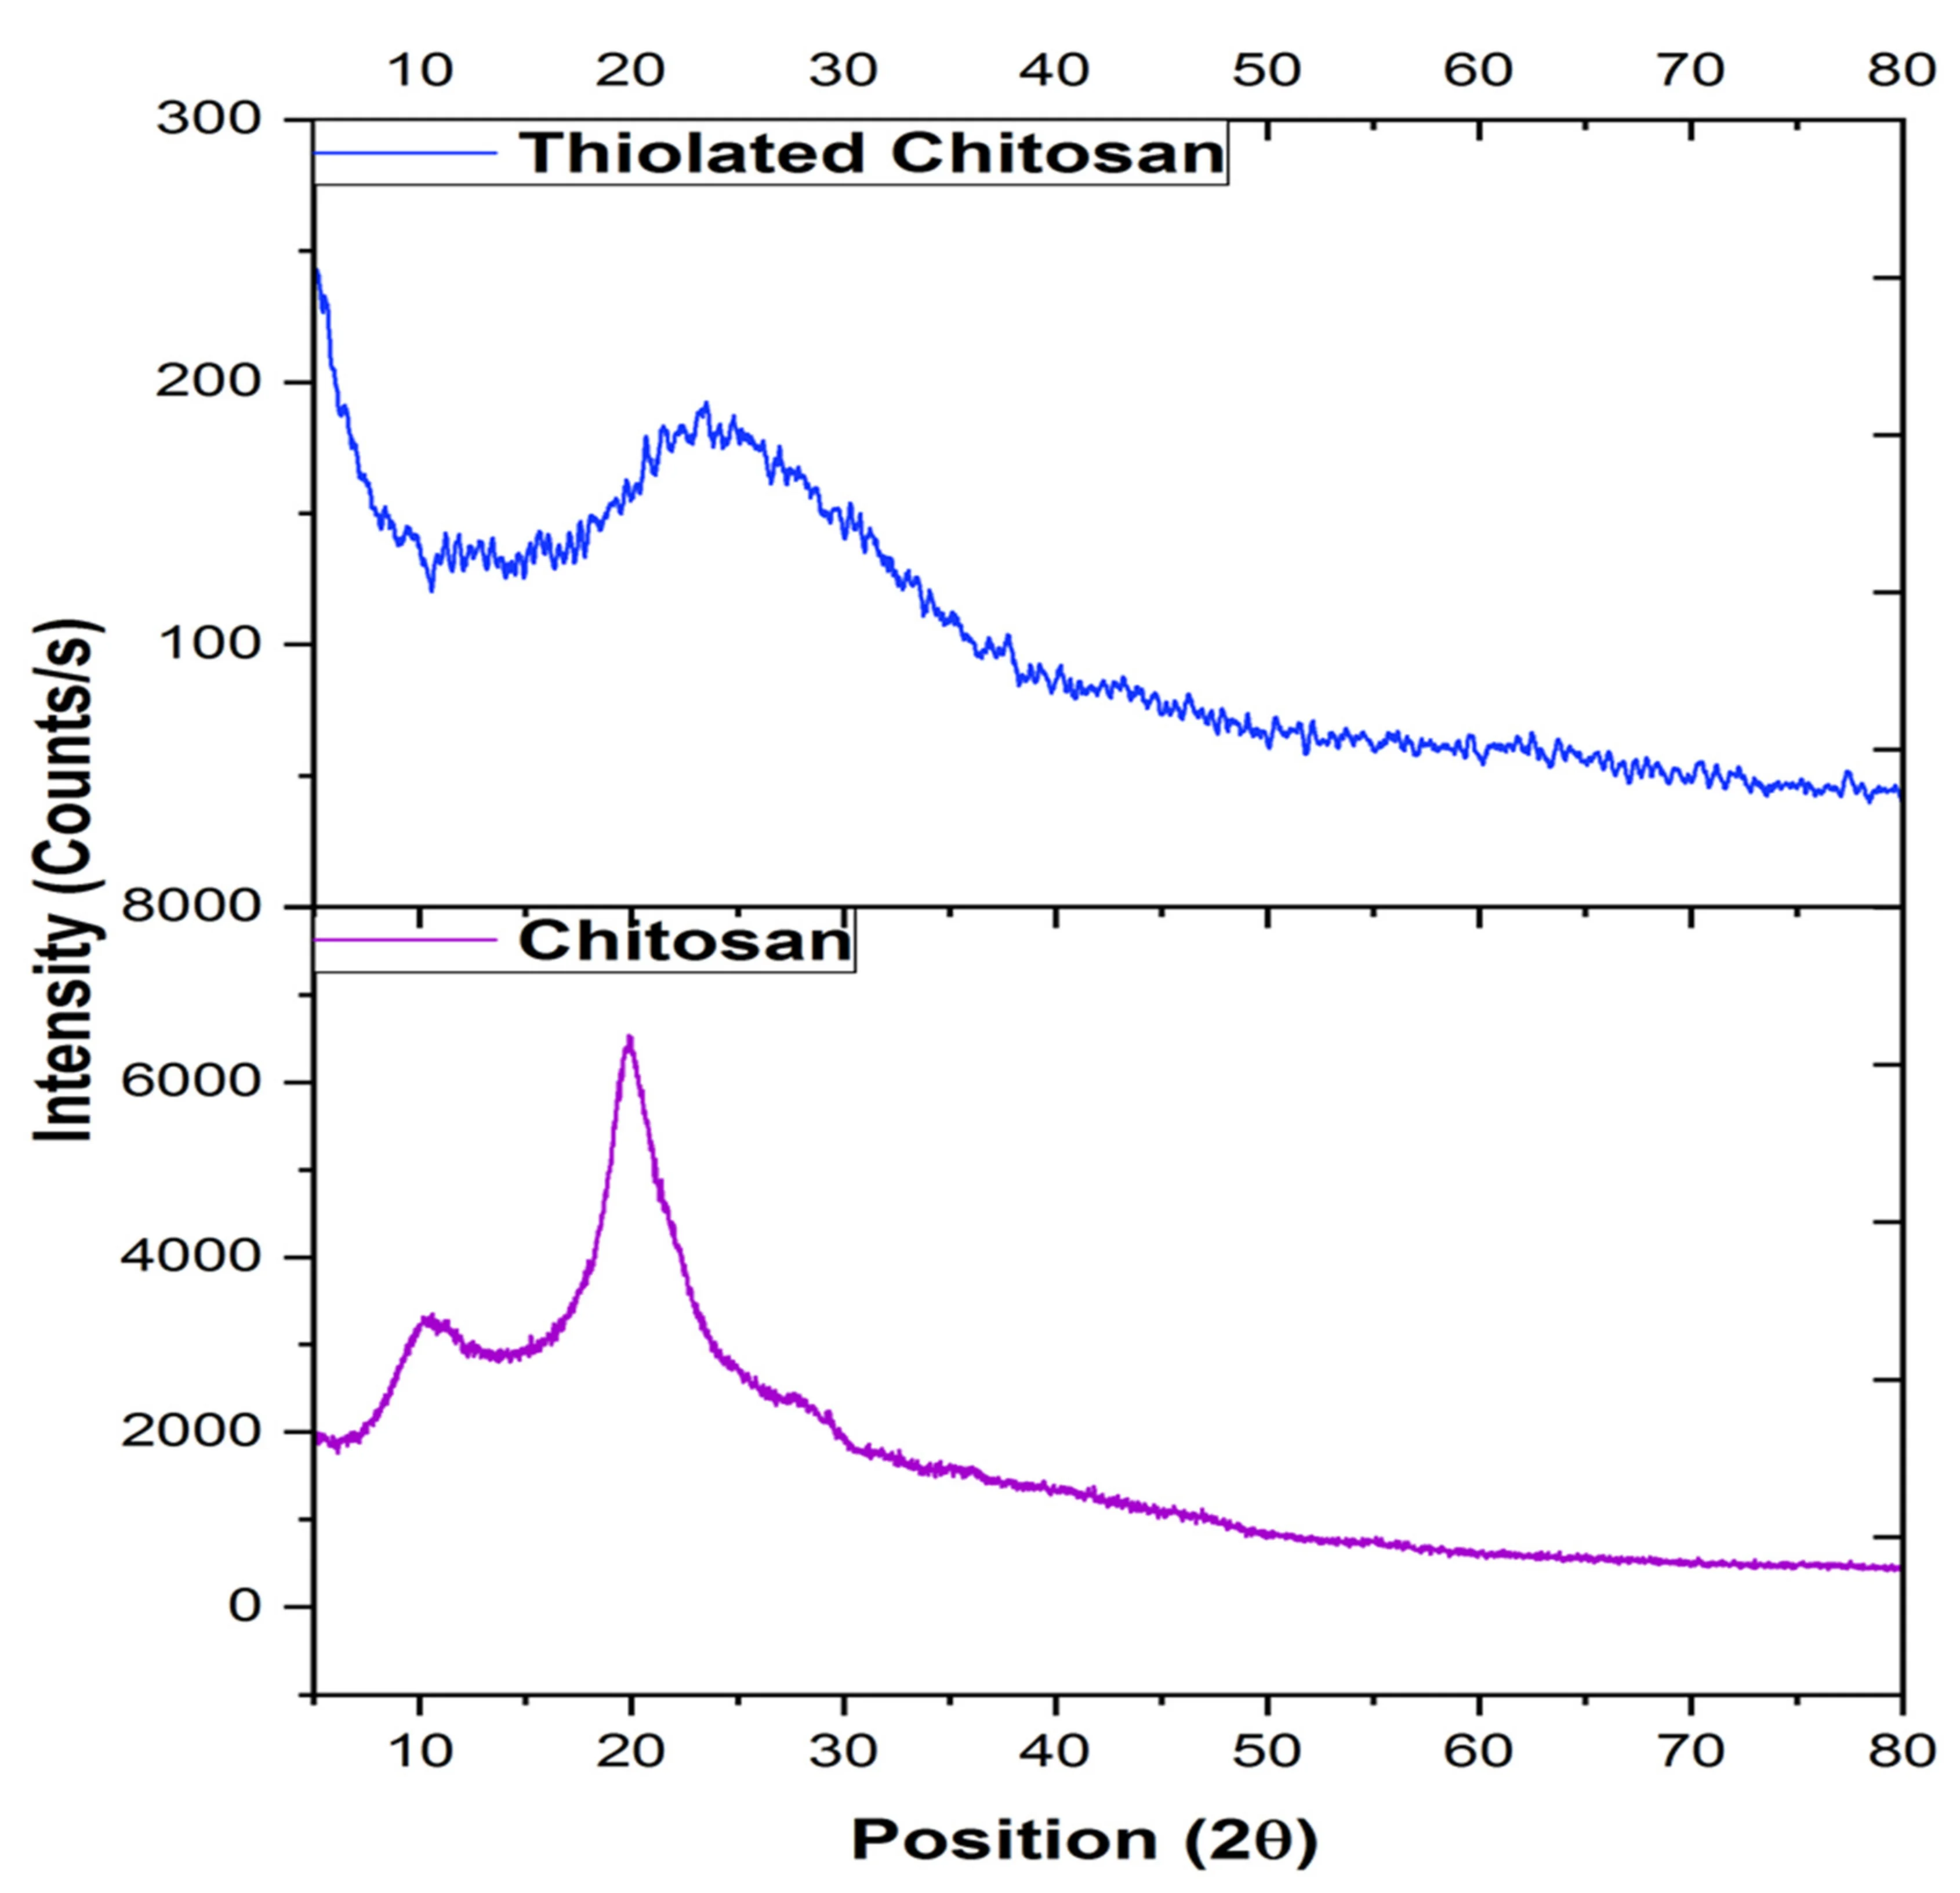 10 20 30 40 50 60 70 80
300
Thiolated Chitosan
200
100
Intensity (Counts/s)
8000
Chitosan
6000
4000
2000
0
10 20 30 40 50 60 70 80
Position (2θ)